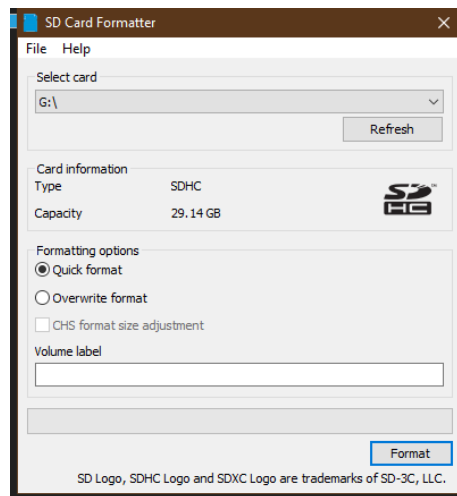 SD Card Formatter
File Help
Select card
G:\
Refresh
Card information
Type SDHC
Capacity 29.14 GB
SD
HC
Formatting options
Quick format
Overwrite format
CHS format size adjustment
Volume label
Format
SD Logo, SDHC Logo and SDXC Logo are trademarks of SD-3C, LLC.